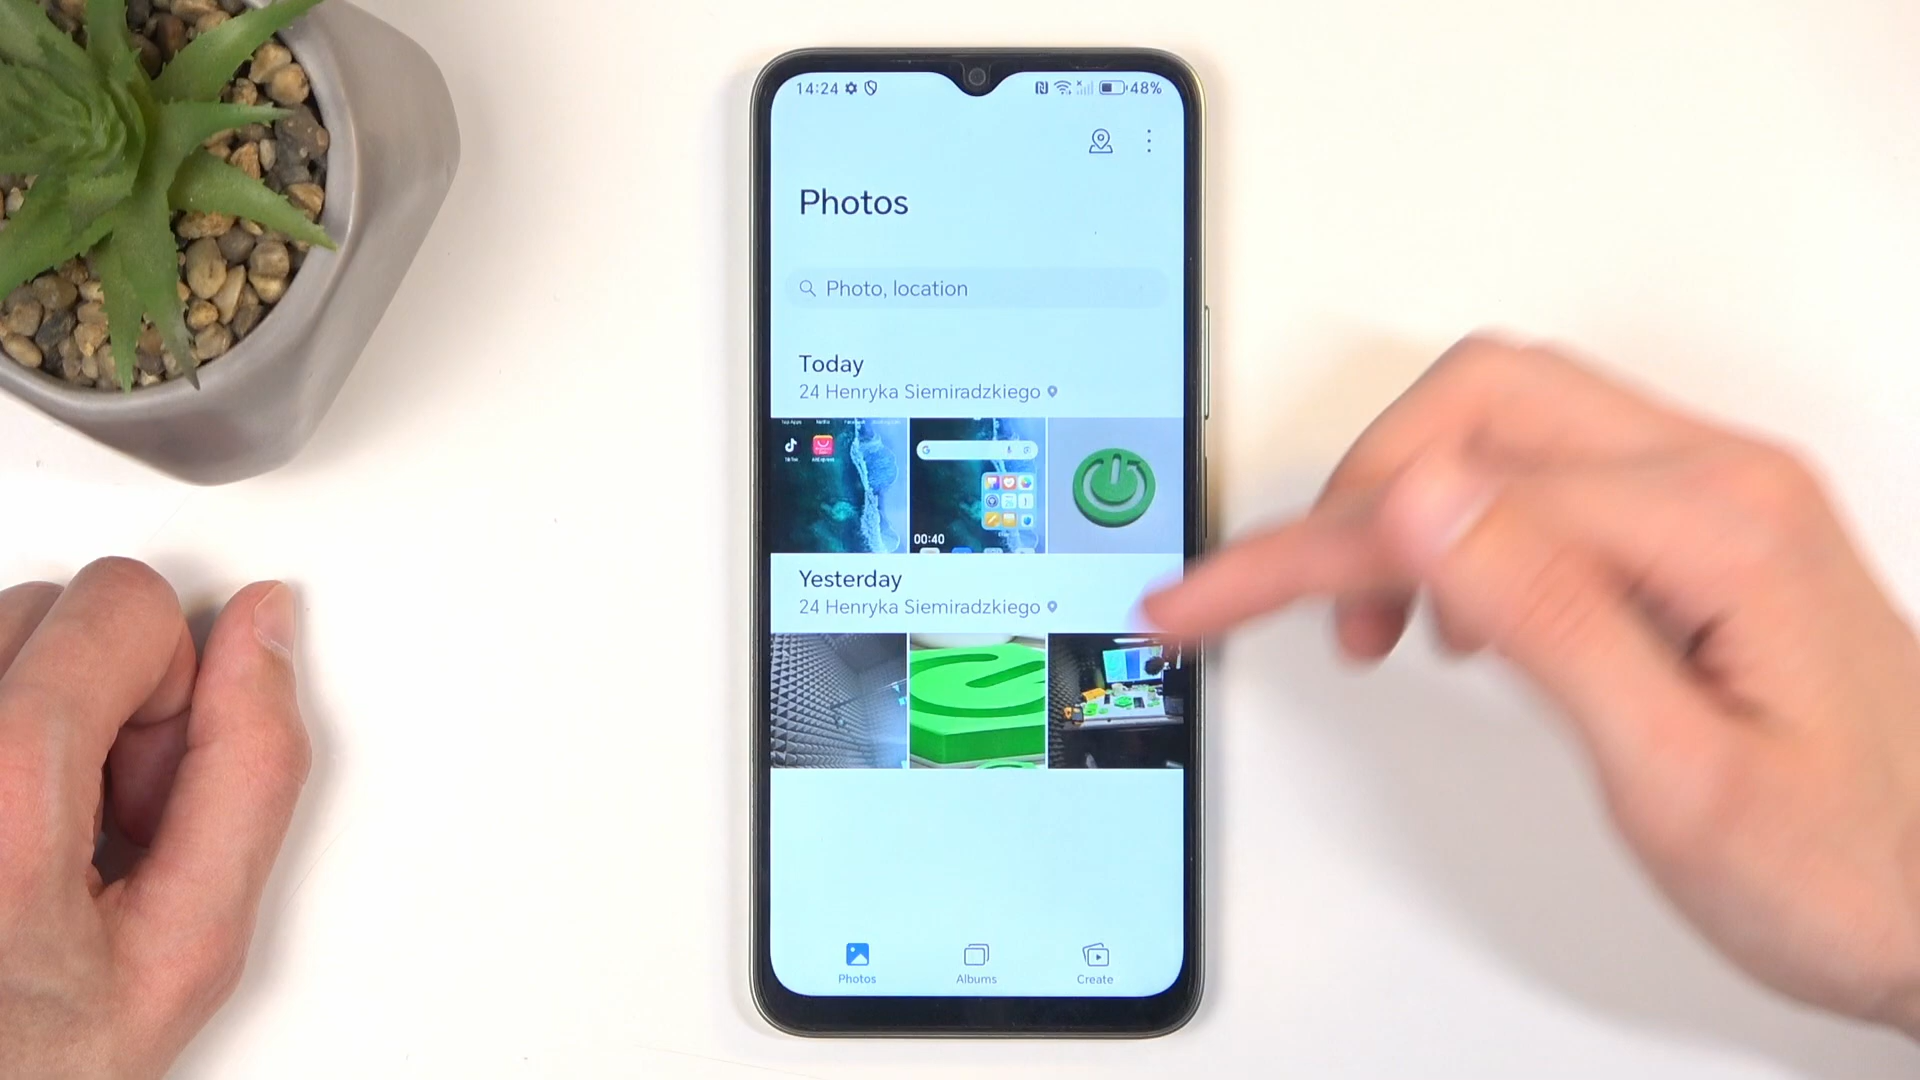 14:24
48%
Photos
Photo, location
Today
24 Henryka Siemiradzkiego
00:40
Yesterday
24 Henryka Siemiradzkiego
Photos
Albums
Create